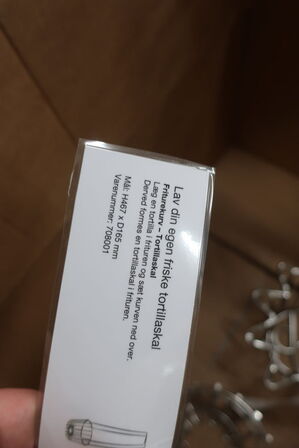 Lav din egen friske tortillaskal
Friturekurv – Tortillaskal
Læg en tortilla i frituren og sæt kurven ned over.
Derved formes en tortillaskal i frituren.
Mål: H467 x D165 mm
Varenummer: 708001